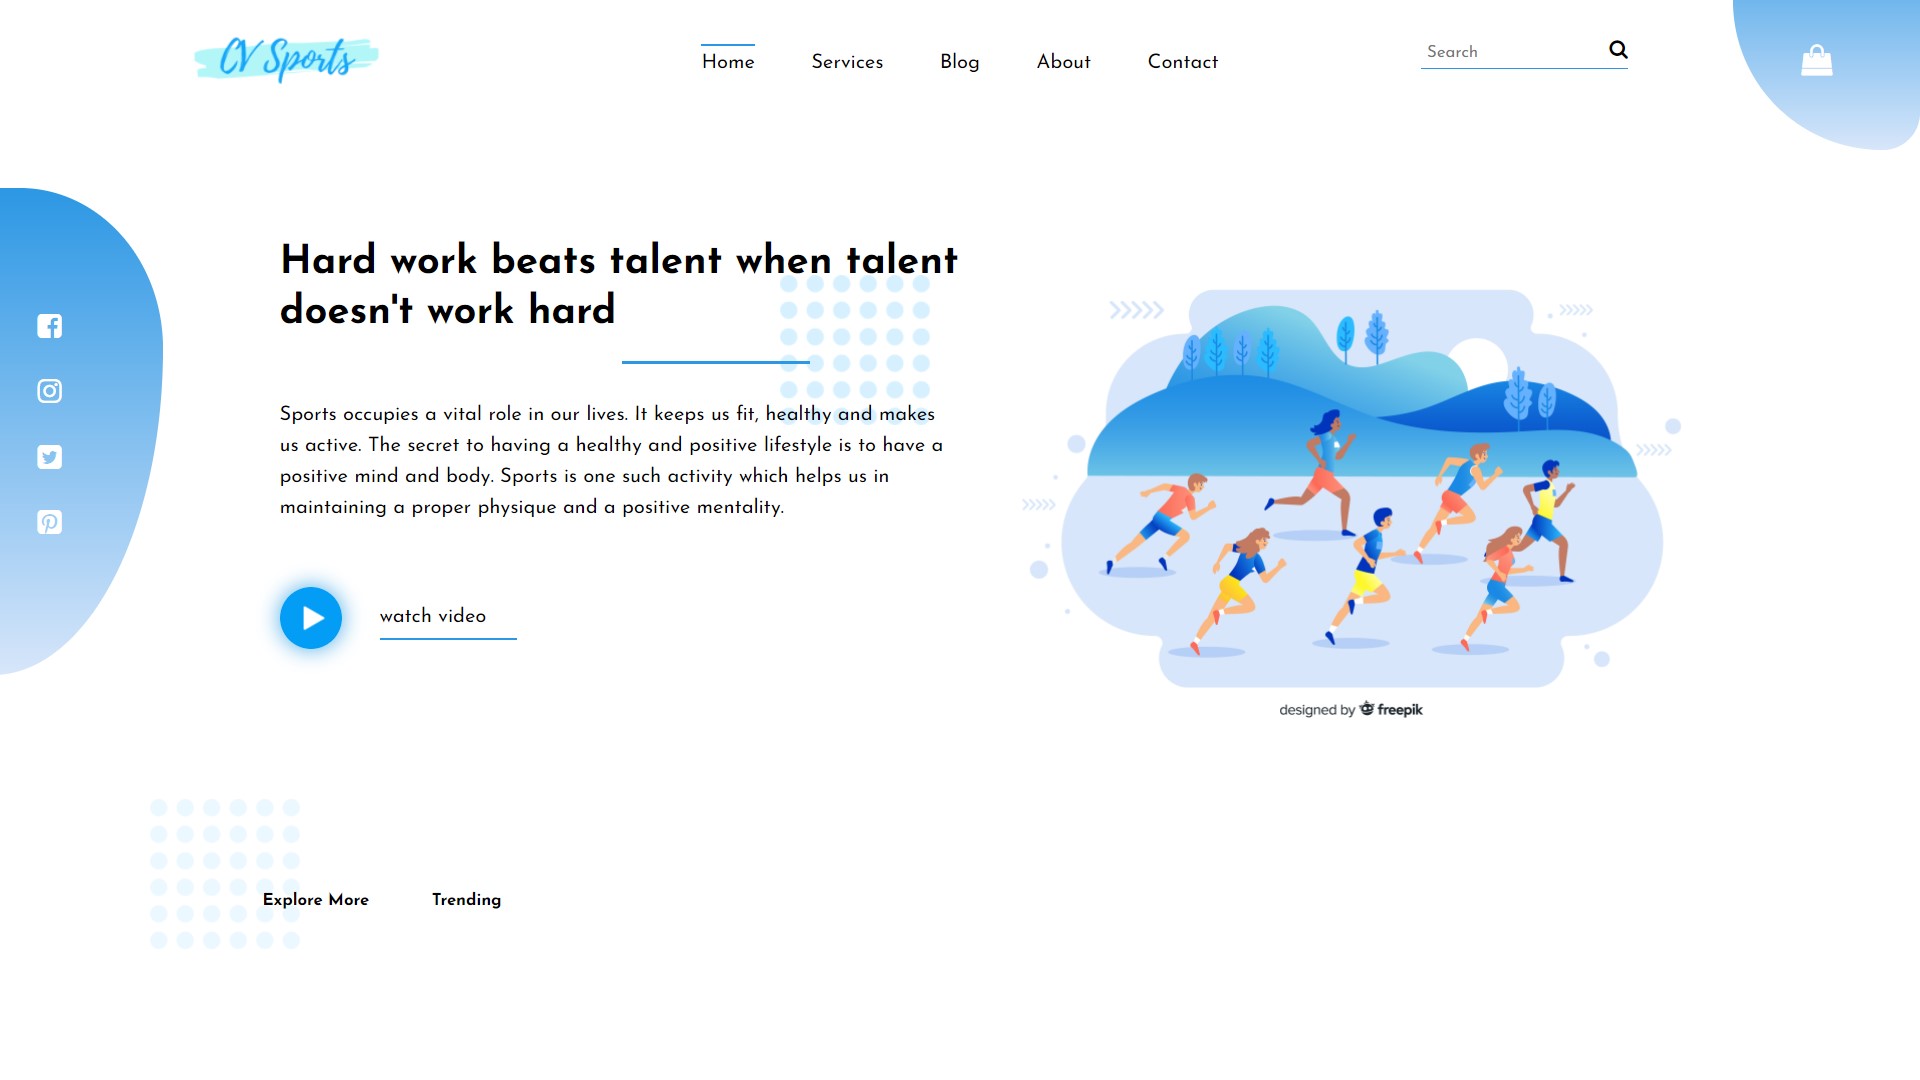 CV Sports
Home Services Blog About Contact
Search
Hard work beats talent when talent
doesn't work hard
Sports occupies a vital role in our lives. It keeps us fit, healthy and makes
us active. The secret to having a healthy and positive lifestyle is to have a
positive mind and body. Sports is one such activity which helps us in
maintaining a proper physique and a positive mentality.
watch video
designed by freepik
Explore More Trending